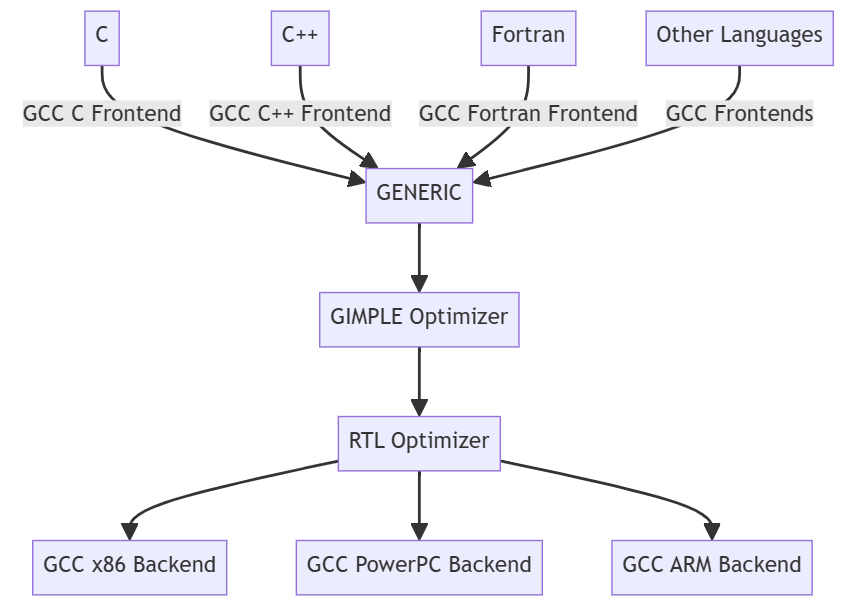 C
C++
Fortran
Other Languages
GCC C Frontend
GCC C++ Frontend
GCC Fortran Frontend
GCC Frontends
GENERIC
GIMPLE Optimizer
RTL Optimizer
GCC x86 Backend
GCC PowerPC Backend
GCC ARM Backend